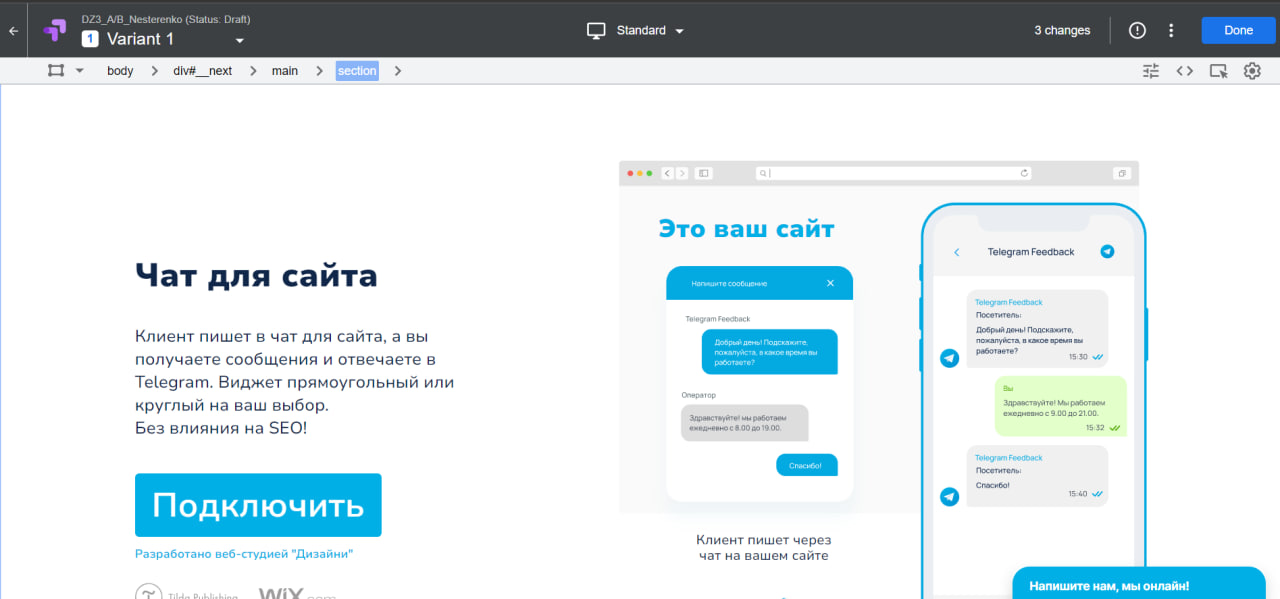 DZ3_A/B_Nesterenko (Status: Draft)
1 Variant 1
Standard
3 changes
Done
body
div#__next
main
section
Это ваш сайт
Чат для сайта
Клиент пишет в чат для сайта, а вы
получаете сообщения и отвечаете в
Telegram. Виджет прямоугольный или
круглый на ваш выбор.
Без влияния на SEO!
Подключить
Разработано веб-студией "Дизайни"
Tilda Publishing
WiX.com
Напишите сообщение
Telegram Feedback
Добрый день! Подскажите,
пожалуйста, в какое время вы
работаете?
Оператор
Здравствуйте! мы работаем
ежедневно с 8.00 до 19.00.
Спасибо!
Клиент пишет через
чат на вашем сайте
Telegram Feedback
Telegram Feedback
Посетитель:
Добрый день! Подскажите,
пожалуйста, в какое время вы
работаете?
15:30
Вы
Здравствуйте! Мы работаем
ежедневно с 9.00 до 21.00.
15:32
Telegram Feedback
Посетитель:
Спасибо!
15:40
Напишите нам, мы онлайн!